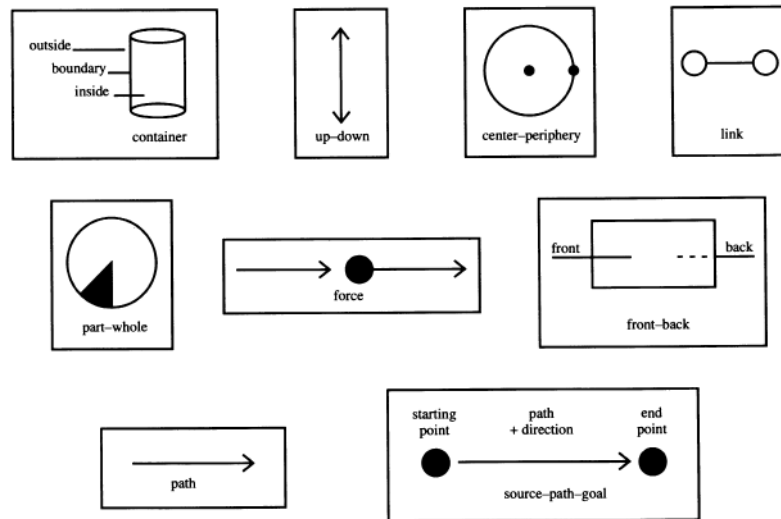 outside
boundary
inside
container
up–down
center–periphery
link
part–whole
force
front
back
front–back
path
starting
point
path
+ direction
end
point
source–path–goal